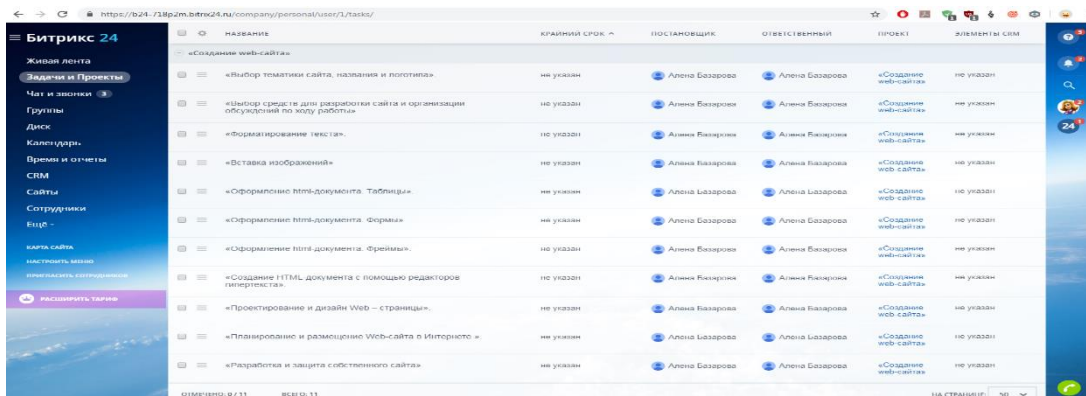 https://b24-718p2m.bitrix24.ru/company/personal/user/1/tasks/
Битрикс 24
Живая лента
Задачи и Проекты
Чат и звонки 3
Группы
Диск
Календарь
Время и отчеты
CRM
Сайты
Сотрудники
Ещё -
КАРТА САЙТА
НАСТРОИТЬ МЕНЮ
ПРИГЛАСИТЬ СОТРУДНИКОВ
РАСШИРИТЬ ТАРИФ
НАЗВАНИЕ КРАЙНИЙ СРОК ПОСТАНОВЩИК ОТВЕТСТВЕННЫЙ ПРОЕКТ ЭЛЕМЕНТЫ CRM
«Создание web-сайта»
«Выбор тематики сайта, названия и логотипа». не указан Алена Базарова Алена Базарова «Создание web-сайта» не указан
«Выбор средств для разработки сайта и организации
обсуждений по ходу работы» не указан Алена Базарова Алена Базарова «Создание web-сайта» не указан
«Форматирование текста». не указан Алена Базарова Алена Базарова «Создание web-сайта» не указан
«Вставка изображений» не указан Алена Базарова Алена Базарова «Создание web-сайта» не указан
«Оформление html-документа. Таблицы». не указан Алена Базарова Алена Базарова «Создание web-сайта» не указан
«Оформление html-документа. Формы» не указан Алена Базарова Алена Базарова «Создание web-сайта» не указан
«Оформление html-документа. Фреймы». не указан Алена Базарова Алена Базарова «Создание web-сайта» не указан
«Создание HTML документа с помощью редакторов
гипертекста». не указан Алена Базарова Алена Базарова «Создание web-сайта» не указан
«Проектирование и дизайн Web – страницы». не указан Алена Базарова Алена Базарова «Создание web-сайта» не указан
«Планирование и размещение Web-сайта в Интернете ». не указан Алена Базарова Алена Базарова «Создание web-сайта» не указан
«Разработка и защита собственного сайта» не указан Алена Базарова Алена Базарова «Создание web-сайта» не указан
ОТМЕЧЕНО: 0 / 11 ВСЕГО: 11 НА СТРАНИЦЕ: 50
24